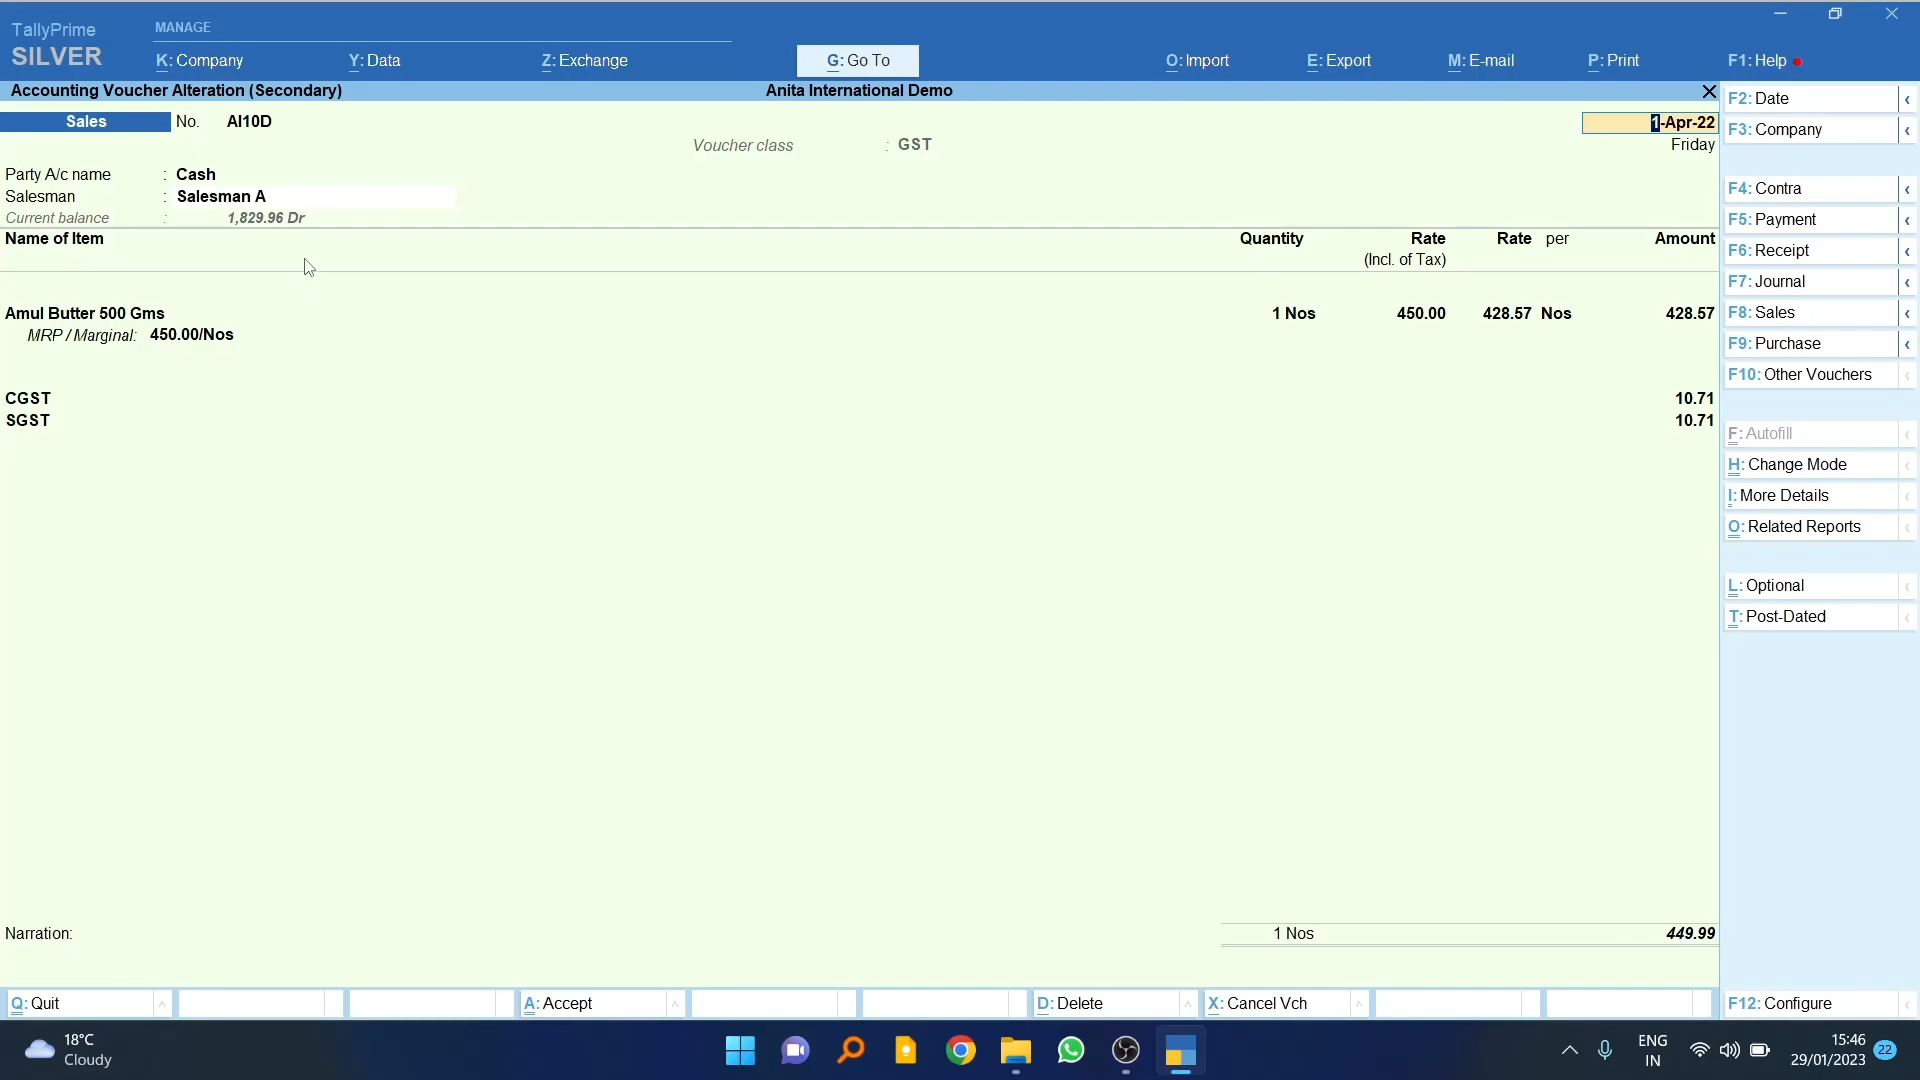 TallyPrime
SILVER
MANAGE
K: Company
Y: Data
Z: Exchange
G: Go To
O: Import
E: Export
M: E-mail
P: Print
F1: Help
Accounting Voucher Alteration (Secondary)
Anita International Demo
Sales No. AI10D
1-Apr-22
Voucher class : GST
Friday
Party A/c name : Cash
Salesman : Salesman A
Current balance : 1,829.96 Dr
Name of Item Quantity Rate Rate per Amount
(Incl. of Tax)
Amul Butter 500 Gms 1 Nos 450.00 428.57 Nos 428.57
MRP / Marginal: 450.00/Nos
CGST 10.71
SGST 10.71
Narration: 1 Nos 449.99
F2: Date
F3: Company
F4: Contra
F5: Payment
F6: Receipt
F7: Journal
F8: Sales
F9: Purchase
F10: Other Vouchers
F: Autofill
H: Change Mode
I: More Details
O: Related Reports
L: Optional
T: Post-Dated
F12: Configure
Q: Quit
A: Accept
D: Delete
X: Cancel Vch
18°C
Cloudy
ENG
IN
15:46
29/01/2023
22